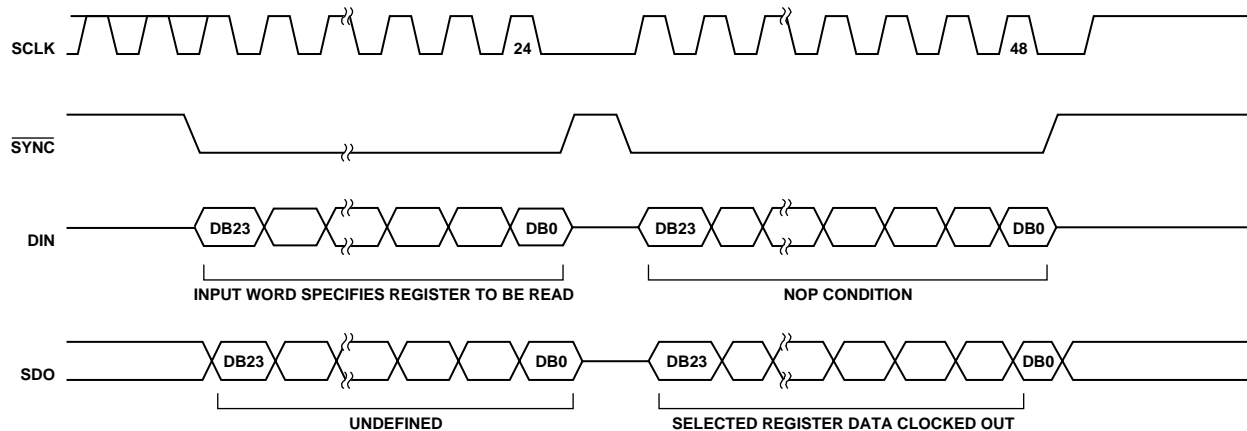 SCLK
24
48
SYNC
DIN
DB23
DB0
DB23
DB0
INPUT WORD SPECIFIES REGISTER TO BE READ
NOP CONDITION
SDO
DB23
DB0
DB23
DB0
UNDEFINED
SELECTED REGISTER DATA CLOCKED OUT